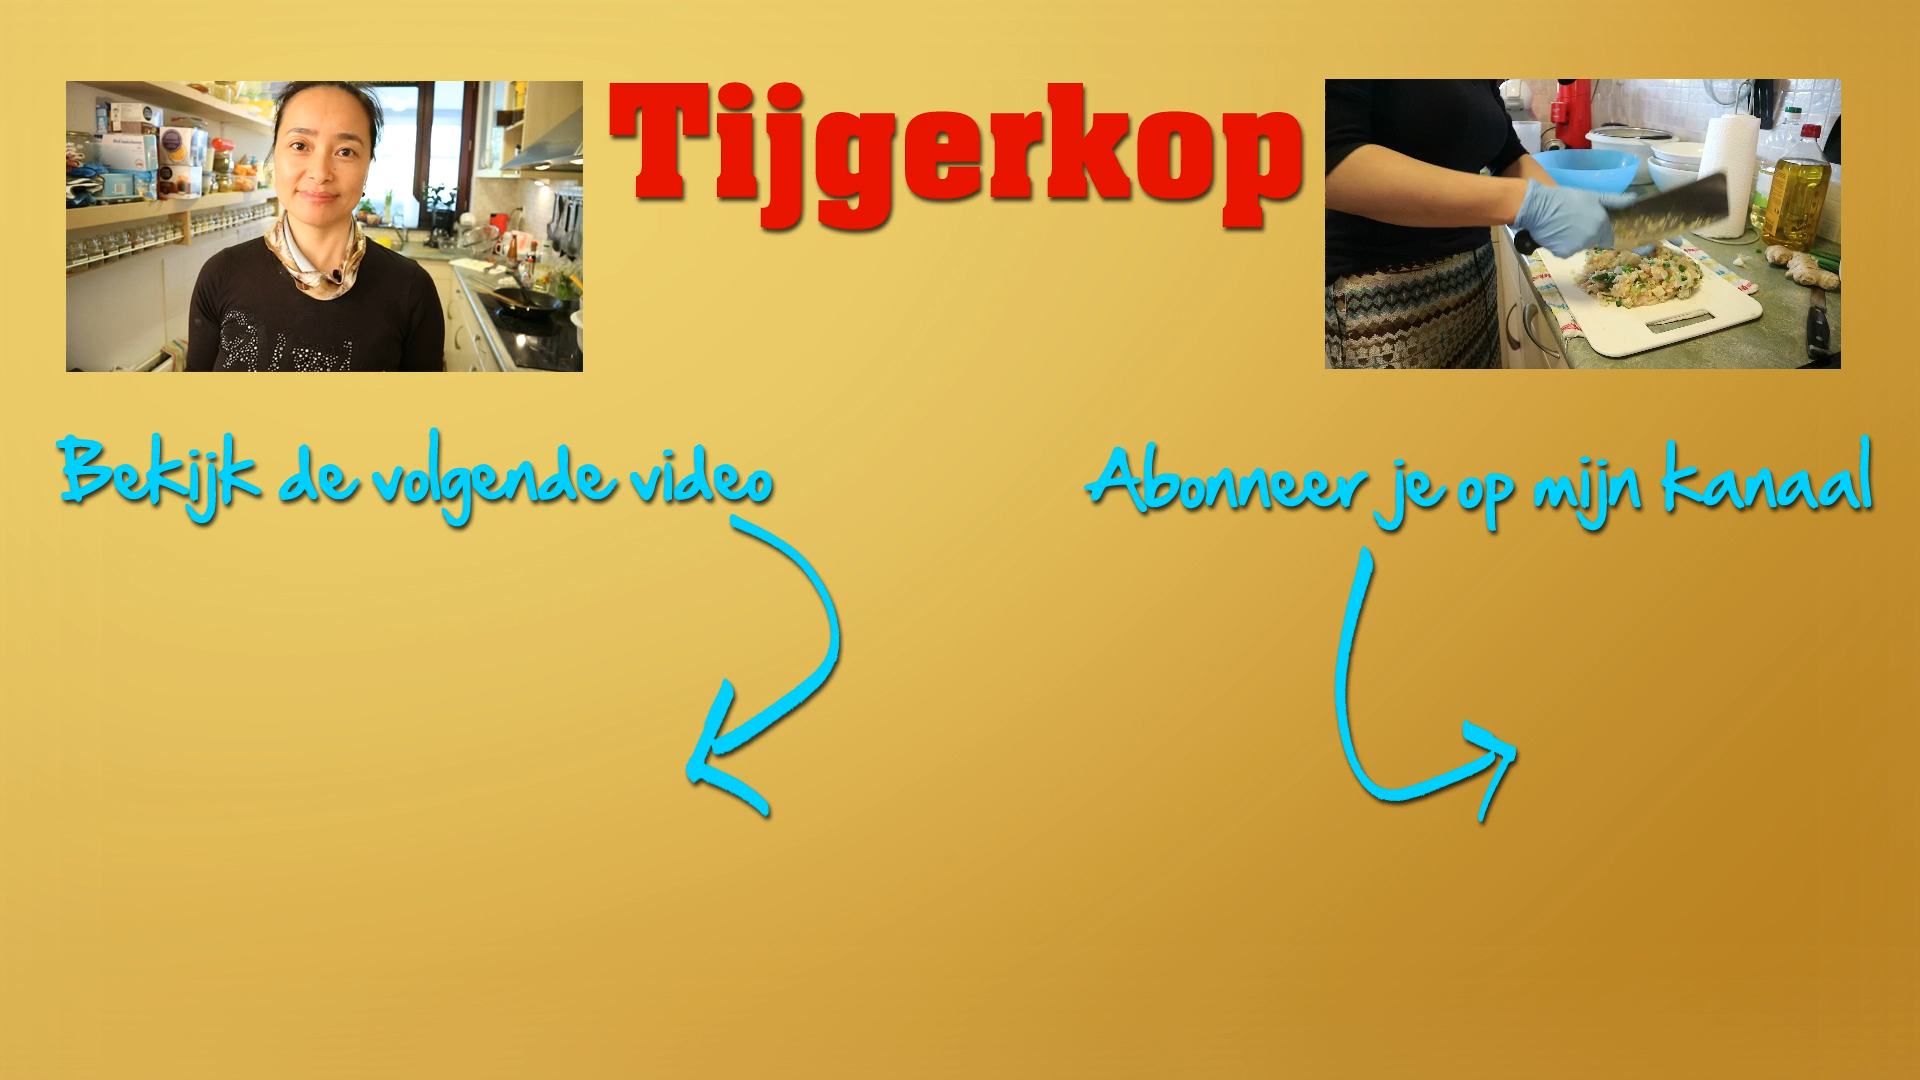 Tijgerkop
Bekijk de volgende video
Abonneer je op mijn kanaal